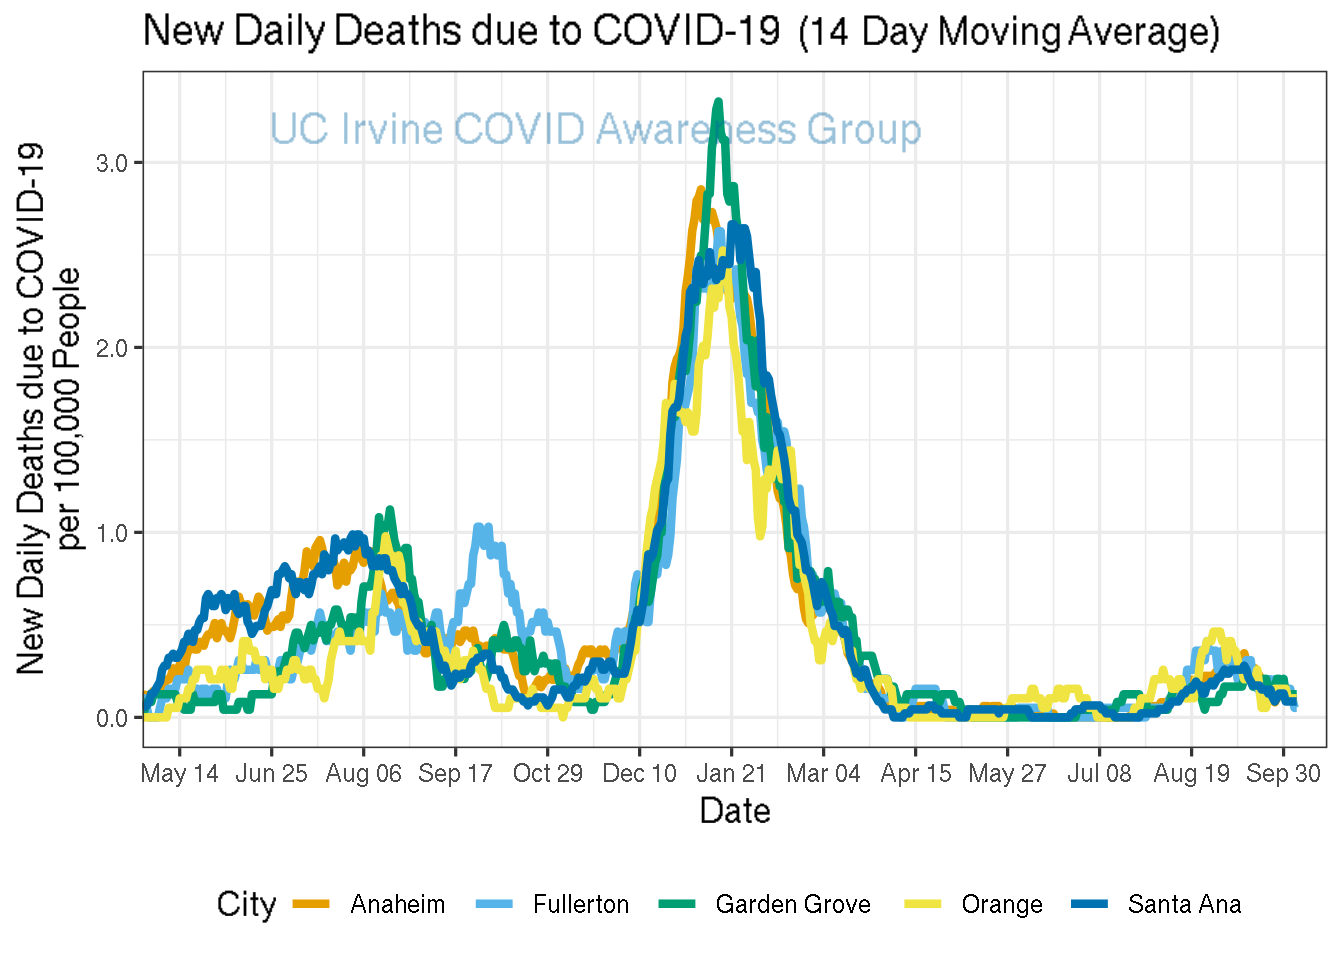 New Daily Deaths due to COVID-19 (14 Day Moving Average)
UC Irvine COVID Awareness Group
New Daily Deaths due to COVID-19
per 100,000 People
3.0
2.0
1.0
0.0
May 14 Jun 25 Aug 06 Sep 17 Oct 29 Dec 10 Jan 21 Mar 04 Apr 15 May 27 Jul 08 Aug 19 Sep 30
Date
City Anaheim Fullerton Garden Grove Orange Santa Ana